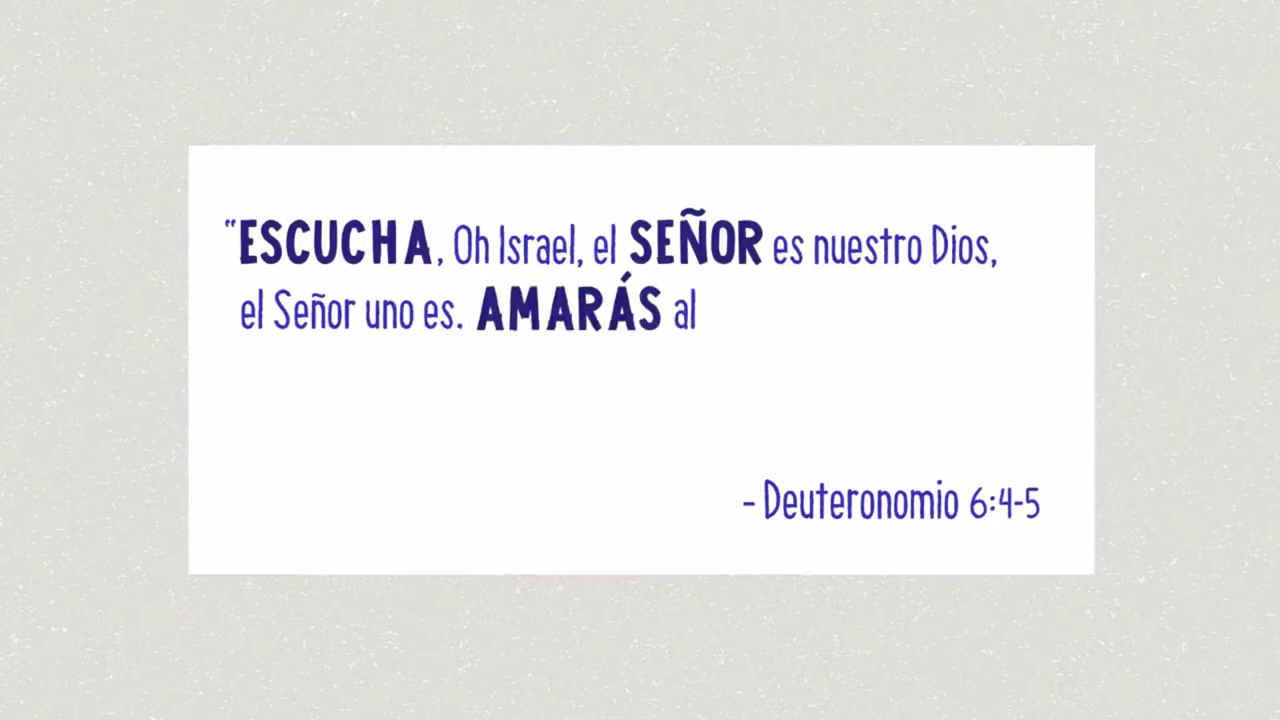 "ESCUCHA, Oh Israel, el SEÑOR es nuestro Dios,
el Señor uno es. AMARÁS al
- Deuteronomio 6:4-5